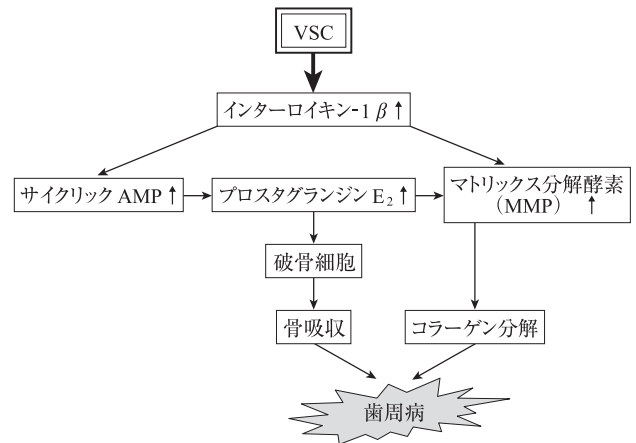 VSC
インターロイキン-1 β ↑
サイクリック AMP ↑
プロスタグランジン E₂ ↑
マトリックス分解酵素
(MMP) ↑
破骨細胞
骨吸収
コラーゲン分解
歯周病